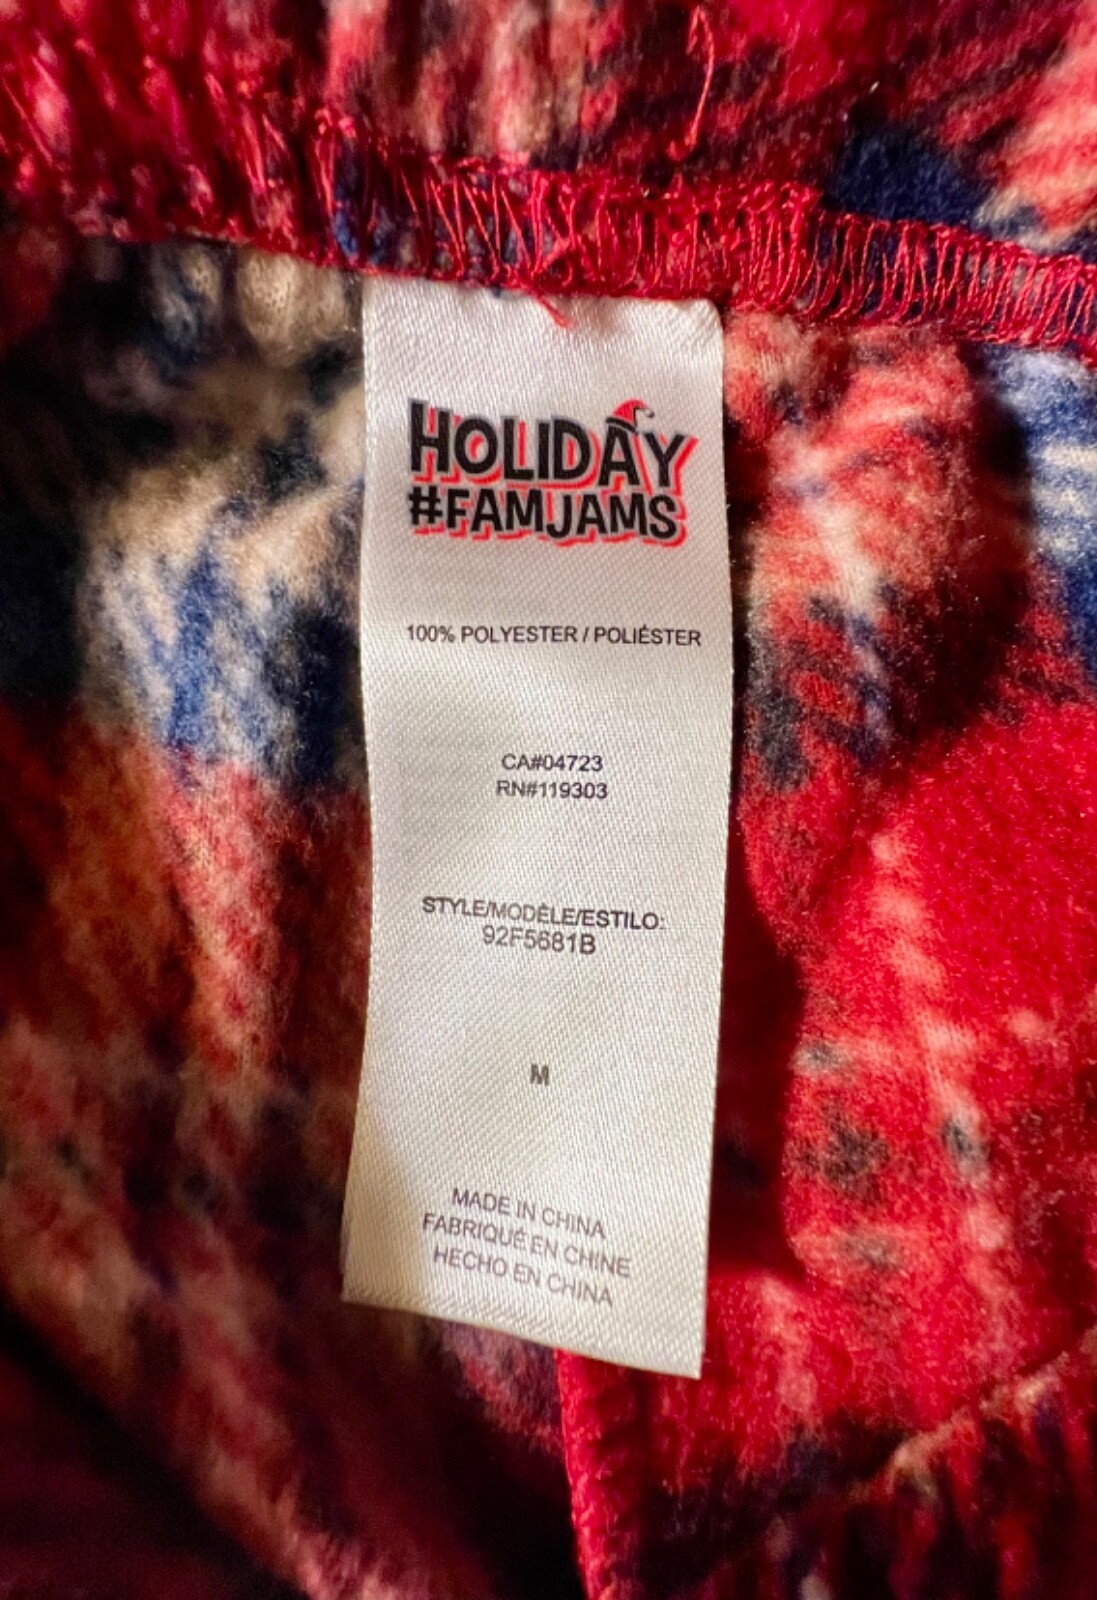 HOLIDAY
#FAMJAMS
100% POLYESTER / POLIÉSTER
CA#04723
RN#119303
STYLE/MODÈLE/ESTILO:
92F5681B
M
MADE IN CHINA
FABRIQUÉ EN CHINE
HECHO EN CHINA